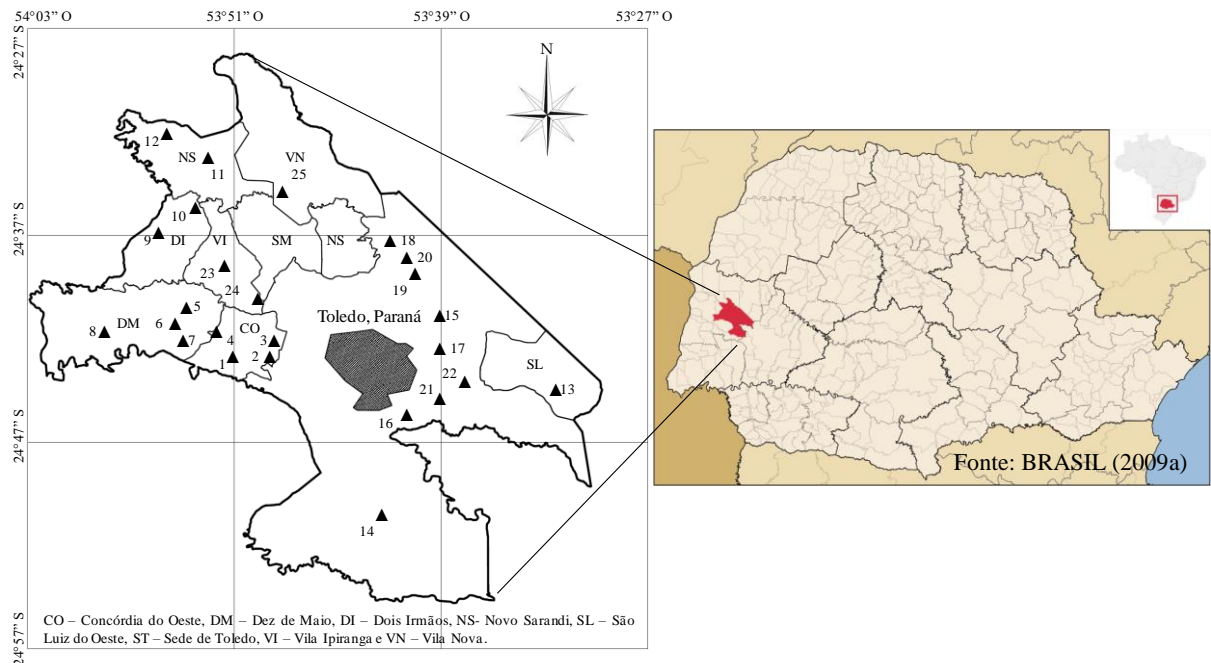 54°03” O
53°51” O
53°39” O
53°27” O
24°27” S
N
12
NS
11
VN
25
10
9
DI
VI
SM
NS
18
20
24°37” S
23
19
24
5
Toledo, Paraná
15
6
DM
8
7
4
CO
3
17
1
2
22
SL
13
21
16
24°47” S
14
24°57” S
CO – Concórdia do Oeste, DM – Dez de Maio, DI – Dois Irmãos, NS- Novo Sarandi, SL – São
Luiz do Oeste, ST – Sede de Toledo, VI – Vila Ipiranga e VN – Vila Nova.
Fonte: BRASIL (2009a)